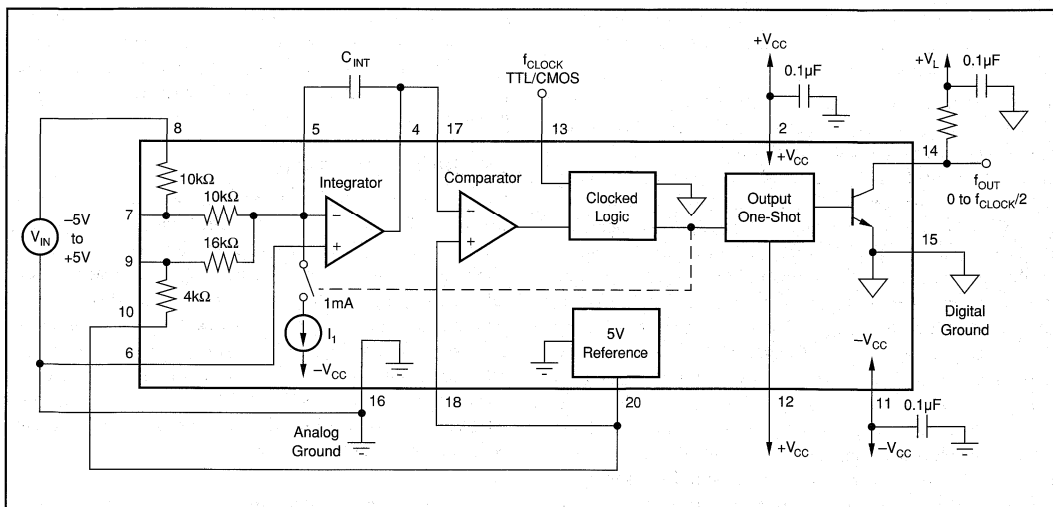 +V_CC
0.1µF
f_CLOCK
TTL/CMOS
C_INT
+V_L
0.1µF
8
5
4
17
13
2
14
10kΩ
+V_CC
7
10kΩ
Integrator
Comparator
Clocked
Logic
Output
One-Shot
f_OUT
0 to f_CLOCK/2
V_IN
–5V
to
+5V
−
+
−
+
9
16kΩ
15
4kΩ
10
1mA
I_1
−V_CC
5V
Reference
Digital
Ground
−V_CC
6
16
18
20
12
11
0.1µF
Analog
Ground
+V_CC
−V_CC